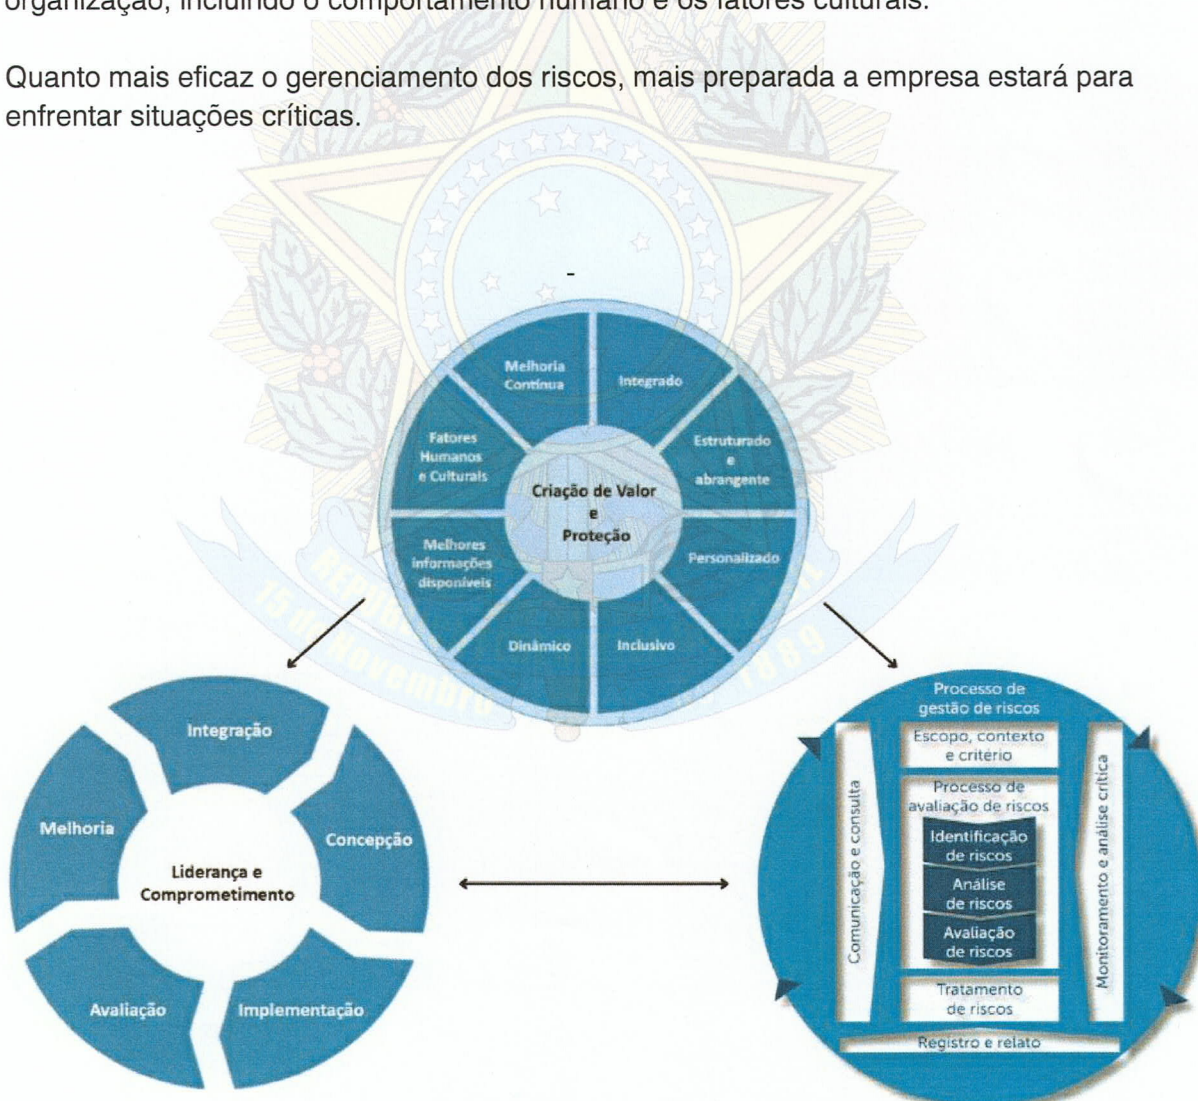 organização, incluindo o comportamento humano e os fatores culturais.
Quanto mais eficaz o gerenciamento dos riscos, mais preparada a empresa estará para
enfrentar situações críticas.
-
Melhoria
Contínua
Integrado
Estruturado
e
abrangente
Personalizado
Inclusivo
Dinâmico
Melhores
informações
disponíveis
Fatores
Humanos
e Culturais
Criação de Valor
e
Proteção
15 de Novembro
1889
Integração
Concepção
Implementação
Avaliação
Melhoria
Liderança e
Comprometimento
Processo de
gestão de riscos
Escopo, contexto
e critério
Processo de
avaliação de riscos
Identificação
de riscos
Análise
de riscos
Avaliação
de riscos
Tratamento
de riscos
Registro e relato
Comunicação e consulta
Monitoramento e análise crítica